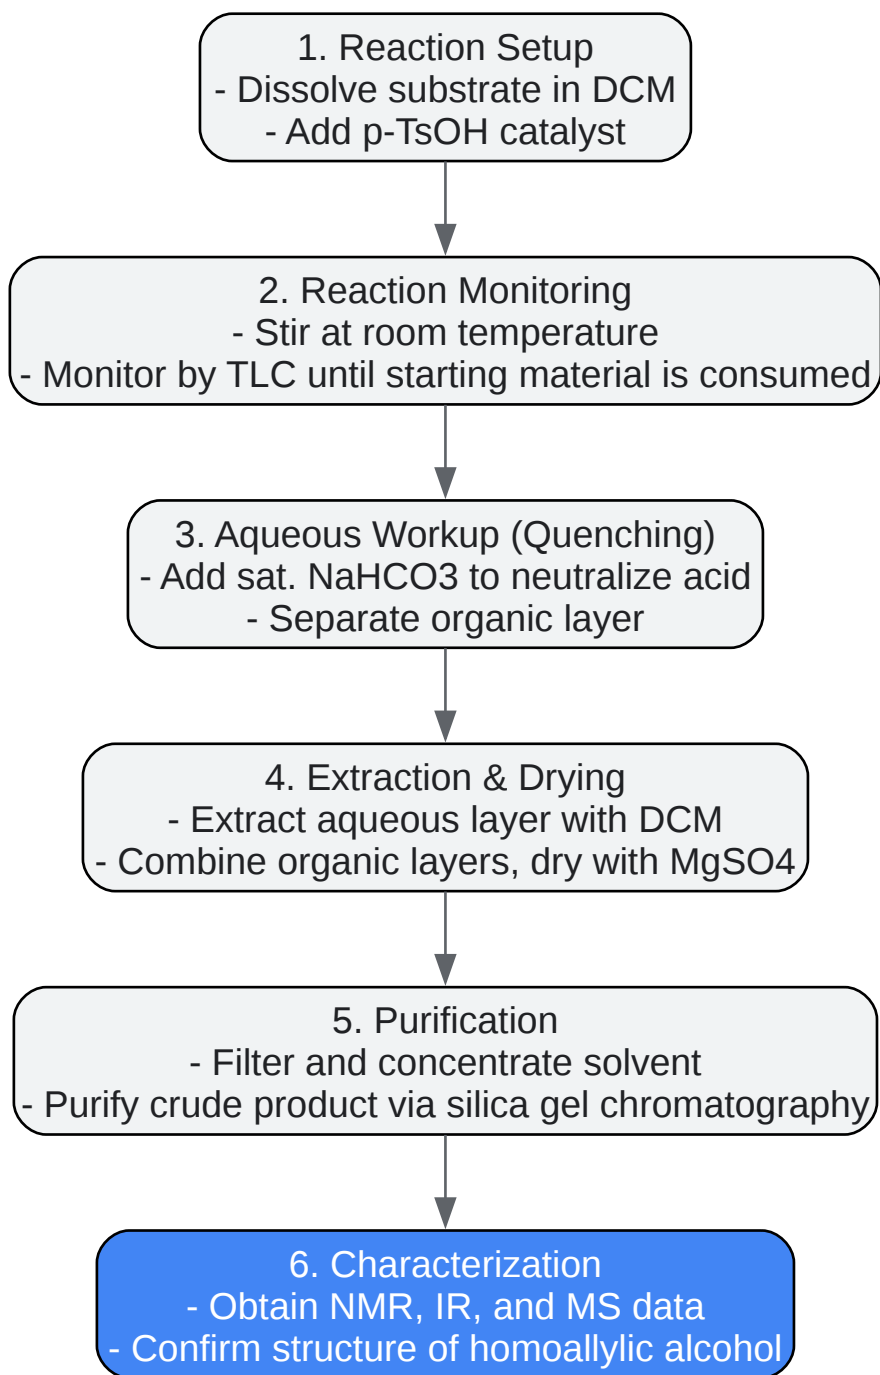 1. Reaction Setup
- Dissolve substrate in DCM
- Add p-TsOH catalyst
2. Reaction Monitoring
- Stir at room temperature
- Monitor by TLC until starting material is consumed
3. Aqueous Workup (Quenching)
- Add sat. NaHCO3 to neutralize acid
- Separate organic layer
4. Extraction & Drying
- Extract aqueous layer with DCM
- Combine organic layers, dry with MgSO4
5. Purification
- Filter and concentrate solvent
- Purify crude product via silica gel chromatography
6. Characterization
- Obtain NMR, IR, and MS data
- Confirm structure of homoallylic alcohol